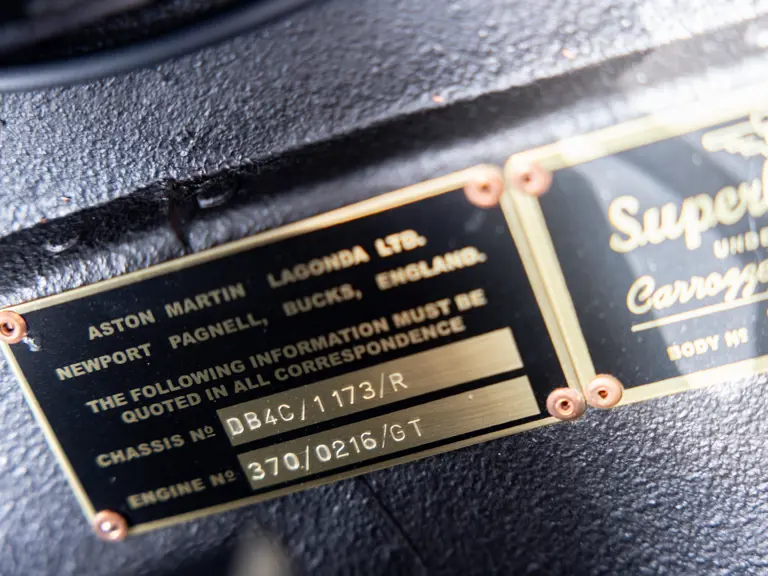 ASTON MARTIN LAGONDA LTD.
NEWPORT PAGNELL, BUCKS, ENGLAND.
THE FOLLOWING INFORMATION MUST BE
QUOTED IN ALL CORRESPONDENCE
CHASSIS Nº DB4C/1173/R
ENGINE Nº 370/0216/GT
BODY Nº